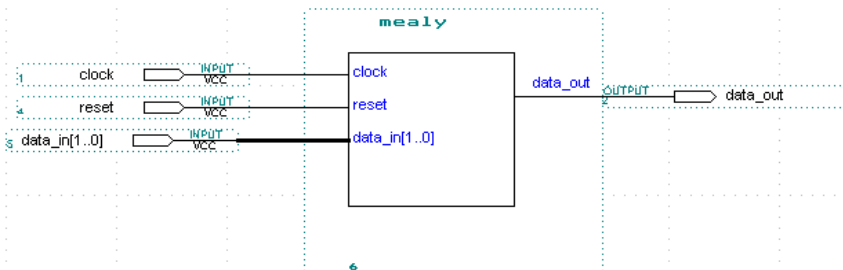 mealy
1 clock INPUT VCC clock
data_out OUTPUT 2 data_out
4 reset INPUT VCC reset
5 data_in[1..0] INPUT VCC data_in[1..0]
6